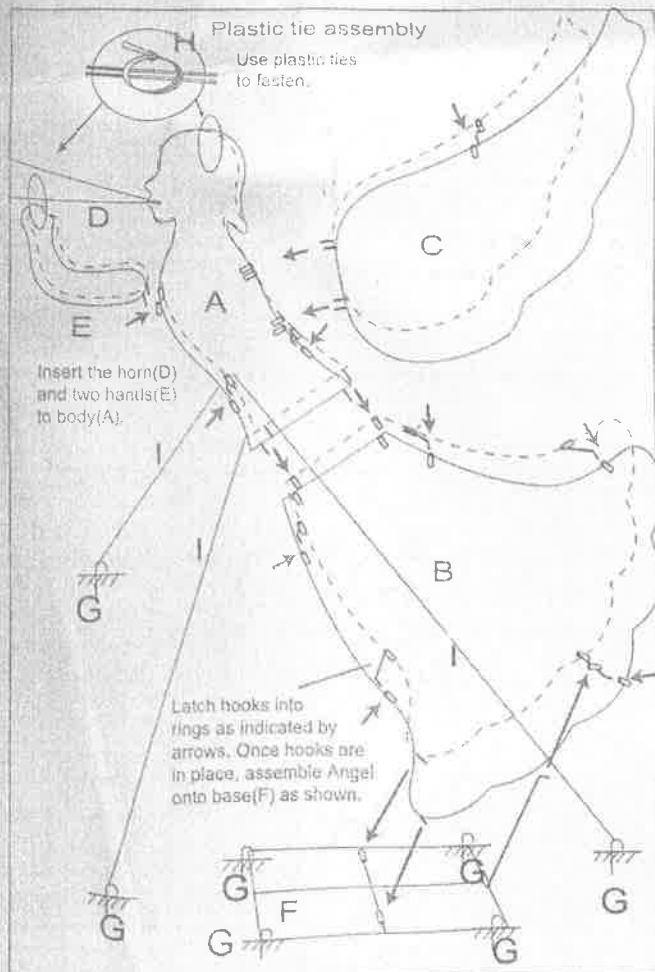 Plastic tie assembly
H
Use plastic ties
to fasten.
D
C
A
E
Insert the horn(D)
and two hands(E)
to body(A).
I
I
G
B
I
Latch hooks into
rings as indicated by
arrows. Once hooks are
in place, assemble Angel
onto base(F) as shown.
G
G
G
G
F
G
G